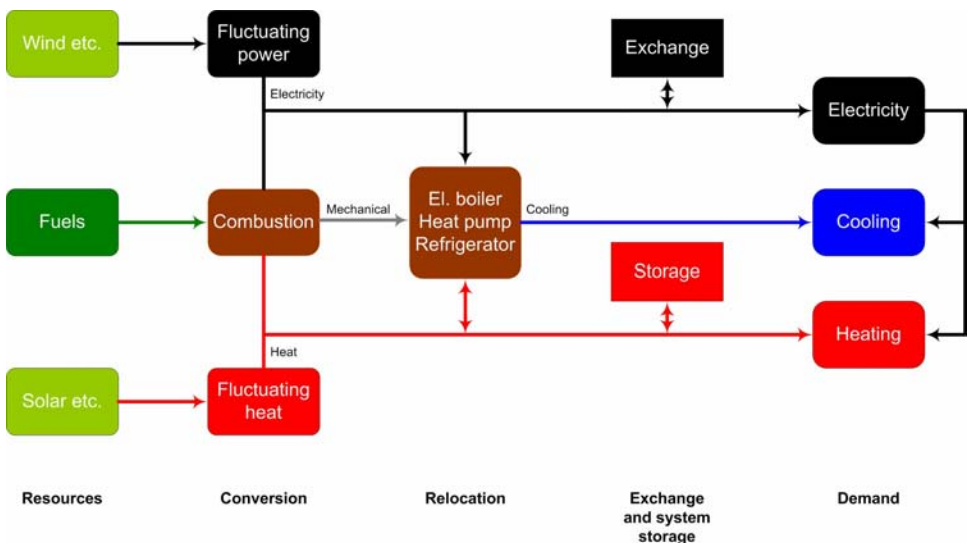 Wind etc.
Fluctuating
power
Exchange
Electricity
Electricity
Fuels
Combustion
Mechanical
El. boiler
Heat pump
Refrigerator
Cooling
Cooling
Storage
Heating
Heat
Solar etc.
Fluctuating
heat
Resources
Conversion
Relocation
Exchange
and system
storage
Demand